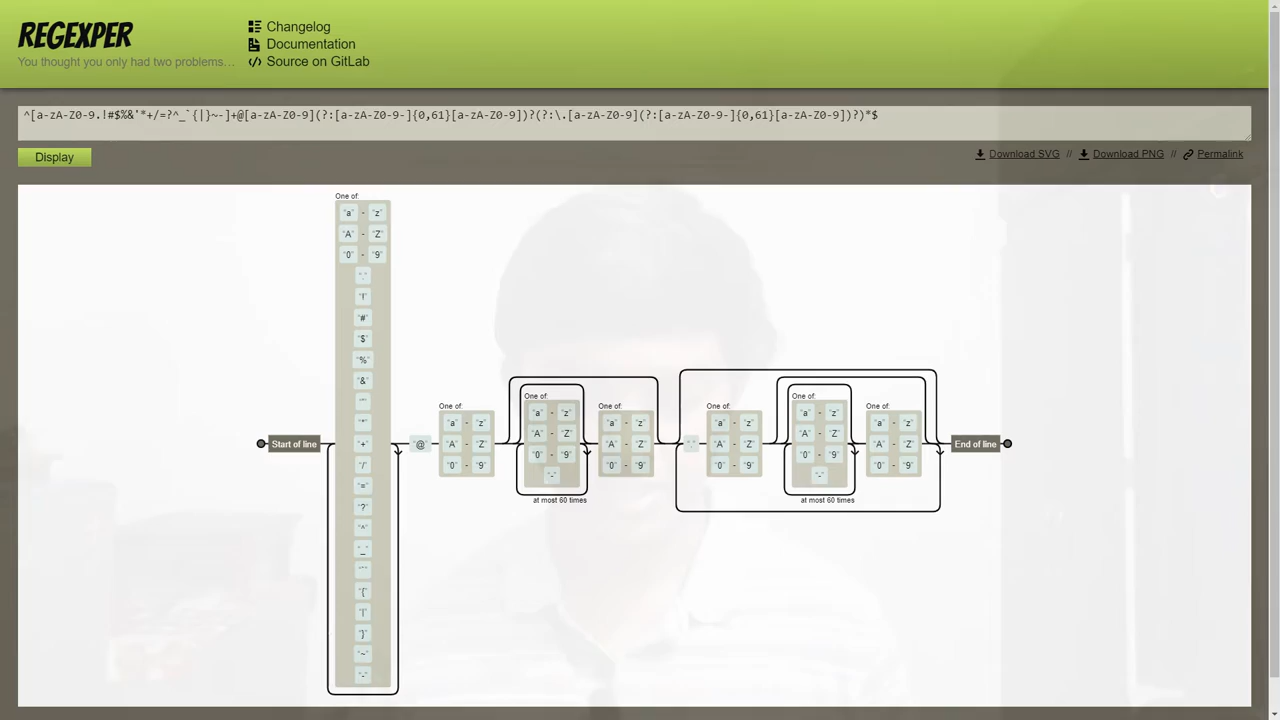 REGEXPER
You thought you only had two problems…
Changelog
Documentation
Source on GitLab
^[a-zA-Z0-9.!#$%&'*+/=?^_`{|}~-]+@[a-zA-Z0-9](?:[a-zA-Z0-9-]{0,61}[a-zA-Z0-9])?(?:\.[a-zA-Z0-9](?:[a-zA-Z0-9-]{0,61}[a-zA-Z0-9])?)*$
Display
Download SVG // Download PNG // Permalink
Start of line
One of:
"a" - "z"
"A" - "Z"
"0" - "9"
"."
"!"
"#"
"$"
"%"
"&"
"'"
"*"
"+"
"/"
"="
"?"
"^"
"_"
"`"
"{"
"|"
"}"
"~"
"-"
"@"
One of:
"a" - "z"
"A" - "Z"
"0" - "9"
One of:
"a" - "z"
"A" - "Z"
"0" - "9"
"-"
at most 60 times
One of:
"a" - "z"
"A" - "Z"
"0" - "9"
"."
One of:
"a" - "z"
"A" - "Z"
"0" - "9"
One of:
"a" - "z"
"A" - "Z"
"0" - "9"
"-"
at most 60 times
One of:
"a" - "z"
"A" - "Z"
"0" - "9"
End of line